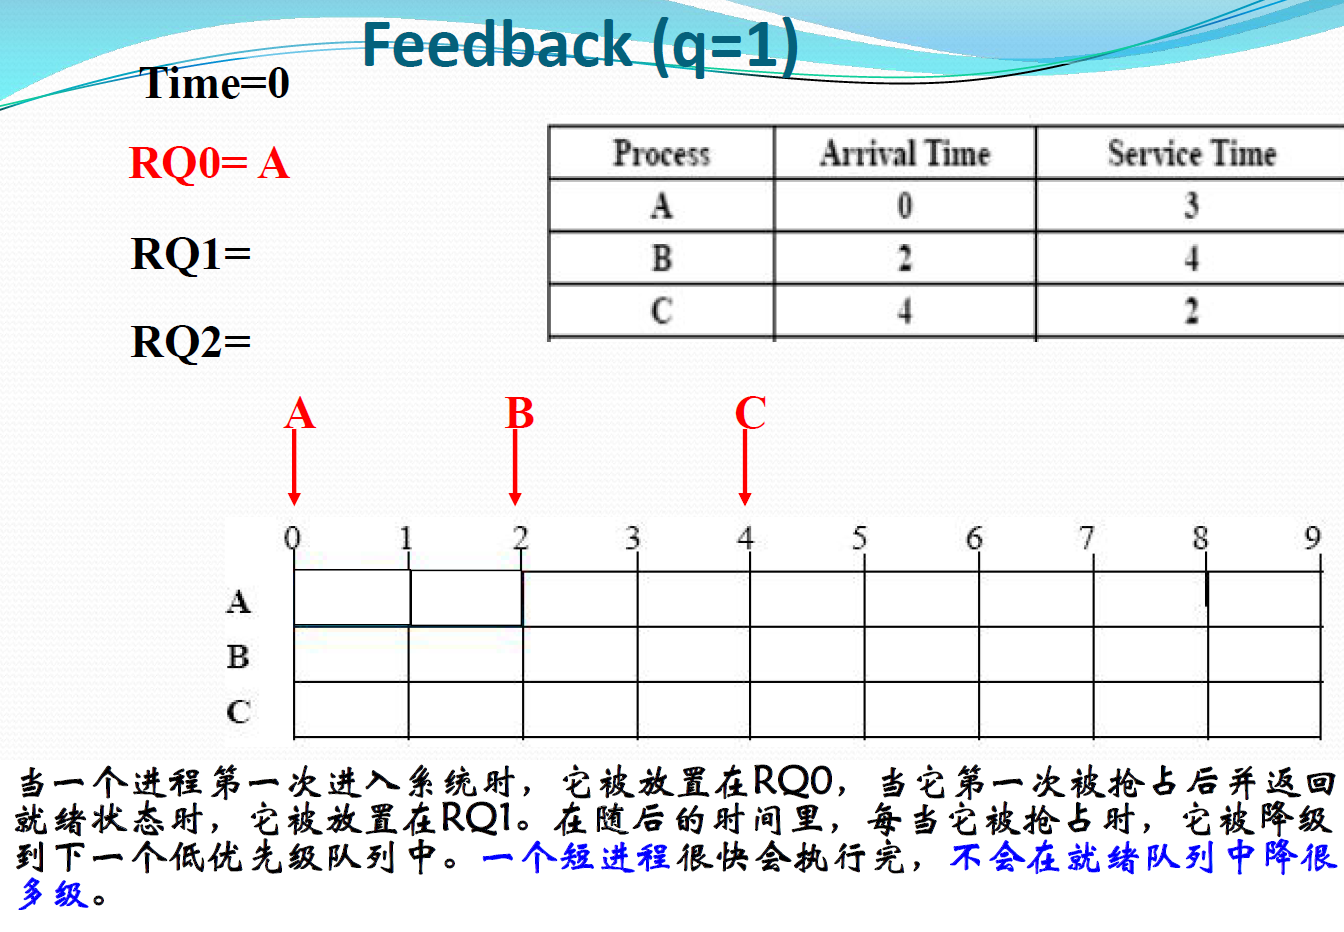 Feedback (q=1)
Time=0
RQ0= A
RQ1=
RQ2=
Process Arrival Time Service Time
A 0 3
B 2 4
C 4 2
A B C
0 1 2 3 4 5 6 7 8 9
A
B
C
当一个进程第一次进入系统时，它被放置在RQ0，当它第一次被抢占后并返回
就绪状态时，它被放置在RQ1。在随后的时间里，每当它被抢占时，它被降级
到下一个低优先级队列中。一个短进程很快会执行完，不会在就绪队列中降很
多级。